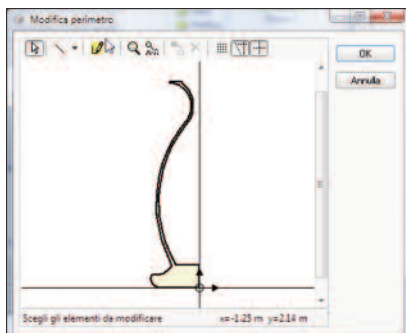 Modifica perimetro
OK
Annulla
Scegli gli elementi da modificare x=-1.25 m y=2.14 m